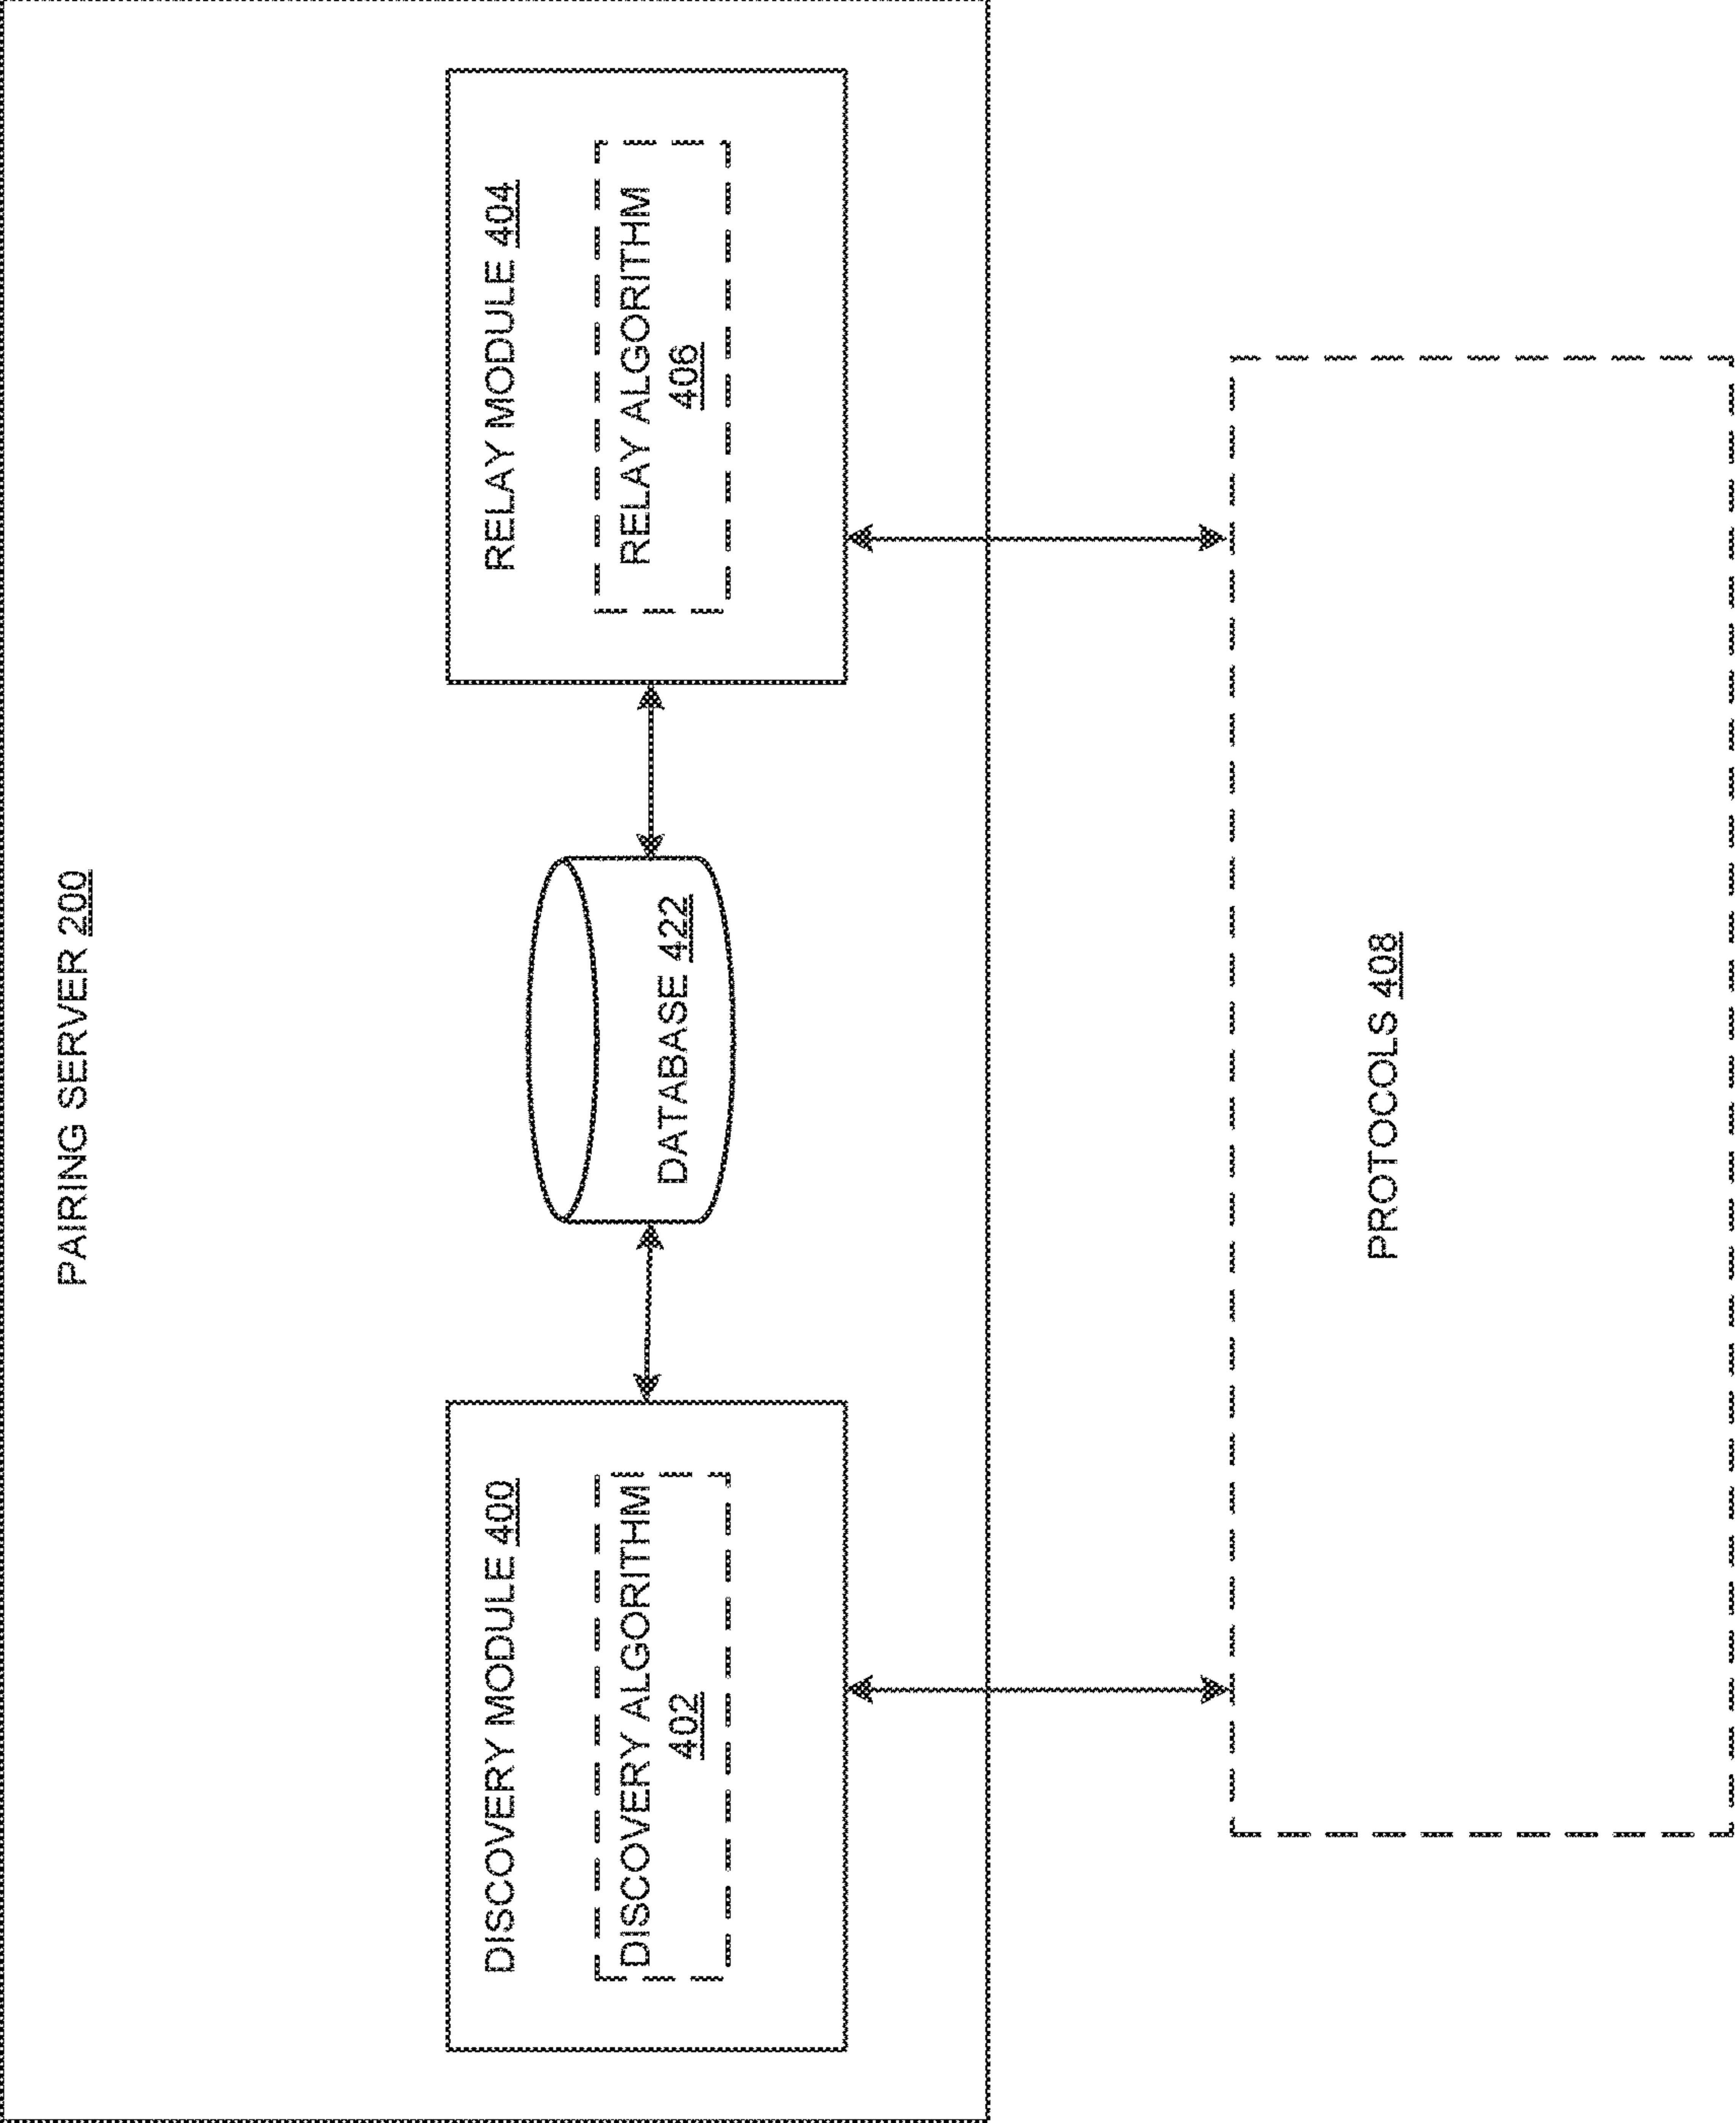 PAIRING SERVER 200
DISCOVERY MODULE 400
DISCOVERY ALGORITHM
402
DATABASE 422
RELAY MODULE 404
RELAY ALGORITHM
406
PROTOCOLS 408